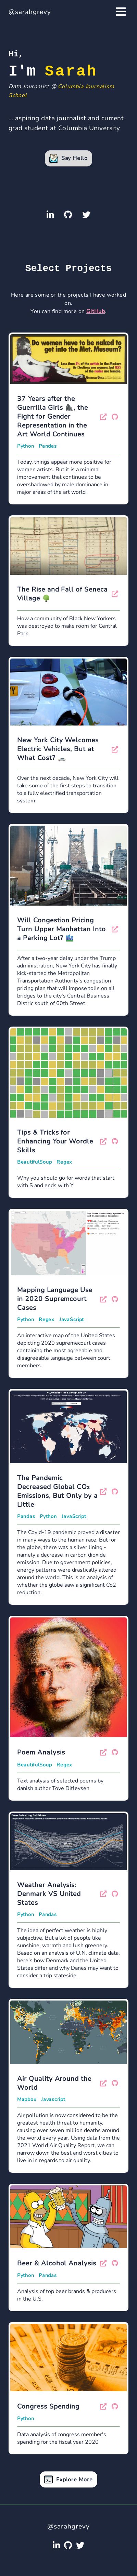 @sarahgrevy
Hi,
I'm Sarah
Data Journalist @ Columbia Journalism
School
... aspiring data journalist and current
grad student at Columbia University
Say Hello
Select Projects
Here are some of the projects I have worked
on.
You can find more on GitHub.
Do women have to be naked to
get into the Met. Museum?
37 Years after the
Guerrilla Girls 🦍, the
Fight for Gender
Representation in the
Art World Continues
Python Pandas
Today, things appear more positive for
women artists. But it is a minimal
improvement that continues to be
overshadowed by male dominance in
many areas of the art world
The Rise and Fall of Seneca
Village 🌳
How a community of Black New Yorkers
was destroyed to make room for Central
Park
New York City Welcomes
Electric Vehicles, But at
What Cost?
Over the next decade, New York City will
take some of the first steps to transition
to a fully electrified transportation
system.
Will Congestion Pricing
Turn Upper Manhattan Into
a Parking Lot?
After a two-year delay under the Trump
administration, New York City has finally
kick-started the Metropolitan
Transportation Authority's congestion
pricing plan that will impose tolls on all
bridges to the city's Central Business
District south of 60th Street.
Tips & Tricks for
Enhancing Your Wordle
Skills
BeautifulSoup Regex
Why you should go for words that start
with S and ends with Y
Mapping Language Use
in 2020 Supremcourt
Cases
Python Regex JavaScript
An interactive map of the United States
depicting 2020 supremecourt cases
containing the most agreeable and
disagreeable language between court
members.
The Pandemic
Decreased Global CO₂
Emissions, But Only by a
Little
Pandas Python JavaScript
The Covid-19 pandemic proved a disaster
in many ways to the human race. But for
the globe, there was a silver lining -
namely a decrease in carbon dioxide
emission. Due to government policies,
energy patterns were drastically altered
around the world. This is an analysis of
whether the globe saw a significant Co2
reduction.
Poem Analysis
BeautifulSoup Regex
Text analysis of selected poems by
danish author Tove Ditlevsen
Weather Analysis:
Denmark VS United
States
Python Pandas
The idea of perfect weather is highly
subjective. But a lot of people like
sunshine, warmth and lush greenery.
Based on an analysis of U.N. climate data,
here's how Denmark and the United
States differ and why Danes may want to
consider a trip stateside.
Air Quality Around the
World
Mapbox Javascript
Air pollution is now considered to be the
greatest health threat to humanity,
causing over seven million deaths around
the world every year. Using data from the
2021 World Air Quality Report, we can
narrow down the best and worst cities to
live in in regards to air quality.
Beer & Alcohol Analysis
Python Pandas
Analysis of top beer brands & producers
in the U.S.
Congress Spending
Python
Data analysis of congress member's
spending for the fiscal year 2020
Explore More
@sarahgrevy